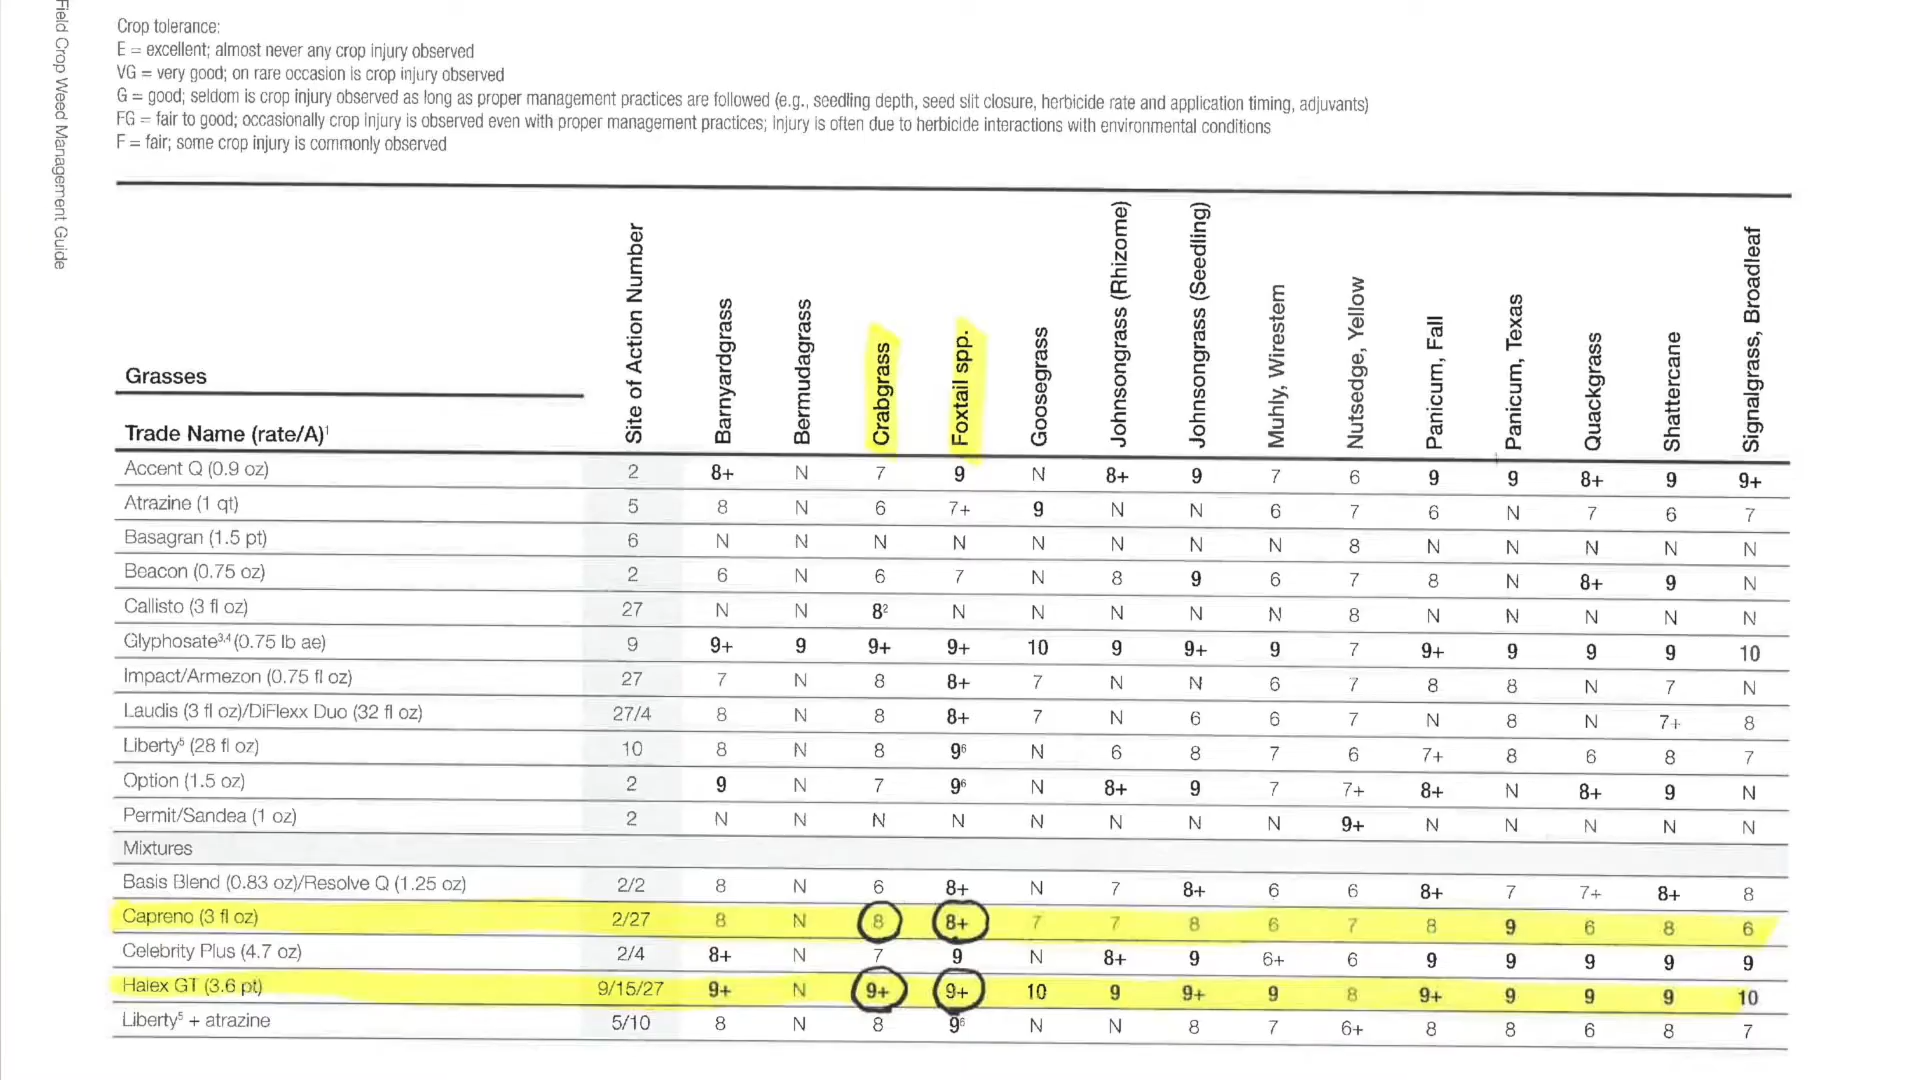 Field Crop Weed Management Guide
Crop tolerance:
E = excellent; almost never any crop injury observed
VG = very good; on rare occasion is crop injury observed
G = good; seldom is crop injury observed as long as proper management practices are followed (e.g., seedling depth, seed slit closure, herbicide rate and application timing, adjuvants)
FG = fair to good; occasionally crop injury is observed even with proper management practices; injury is often due to herbicide interactions with environmental conditions
F = fair; some crop injury is commonly observed
Grasses
Trade Name (rate/A)¹ Site of Action Number Barnyardgrass Bermudagrass Crabgrass Foxtail spp. Goosegrass Johnsongrass (Rhizome) Johnsongrass (Seedling) Muhly, Wirestem Nutsedge, Yellow Panicum, Fall Panicum, Texas Quackgrass Shattercane Signalgrass, Broadleaf
Accent Q (0.9 oz) 2 8+ N 7 9 N 8+ 9 7 6 9 9 8+ 9 9+
Atrazine (1 qt) 5 8 N 6 7+ 9 N N 6 7 6 N 7 6 7
Basagran (1.5 pt) 6 N N N N N N N N 8 N N N N N
Beacon (0.75 oz) 2 6 N 6 7 N 8 9 6 7 8 N 8+ 9 N
Callisto (3 fl oz) 27 N N 8² N N N N N 8 N N N N N
Glyphosate³,⁴ (0.75 lb ae) 9 9+ 9 9+ 9+ 10 9 9+ 9 7 9+ 9 9 9 10
Impact/Armezon (0.75 fl oz) 27 7 N 8 8+ 7 N N 6 7 8 8 N 7 N
Laudis (3 fl oz)/DiFlexx Duo (32 fl oz) 27/4 8 N 8 8+ 7 N 6 6 7 N 8 N 7+ 8
Liberty⁵ (28 fl oz) 10 8 N 8 9⁶ N 6 8 7 6 7+ 8 6 8 7
Option (1.5 oz) 2 9 N 7 9⁶ N 8+ 9 7 7+ 8+ N 8+ 9 N
Permit/Sandea (1 oz) 2 N N N N N N N N 9+ N N N N N
Mixtures
Basis Blend (0.83 oz)/Resolve Q (1.25 oz) 2/2 8 N 6 8+ N 7 8+ 6 6 8+ 7 7+ 8+ 8
Capreno (3 fl oz) 2/27 8 N 8 8+ 7 7 8 6 7 8 9 6 8 6
Celebrity Plus (4.7 oz) 2/4 8+ N 7 9 N 8+ 9 6+ 6 9 9 9 9 9
Halex GT (3.6 pt) 9/15/27 9+ N 9+ 9+ 10 9 9+ 9 8 9+ 9 9 9 10
Liberty⁵ + atrazine 5/10 8 N 8 9⁶ N N 8 7 6+ 8 8 6 8 7